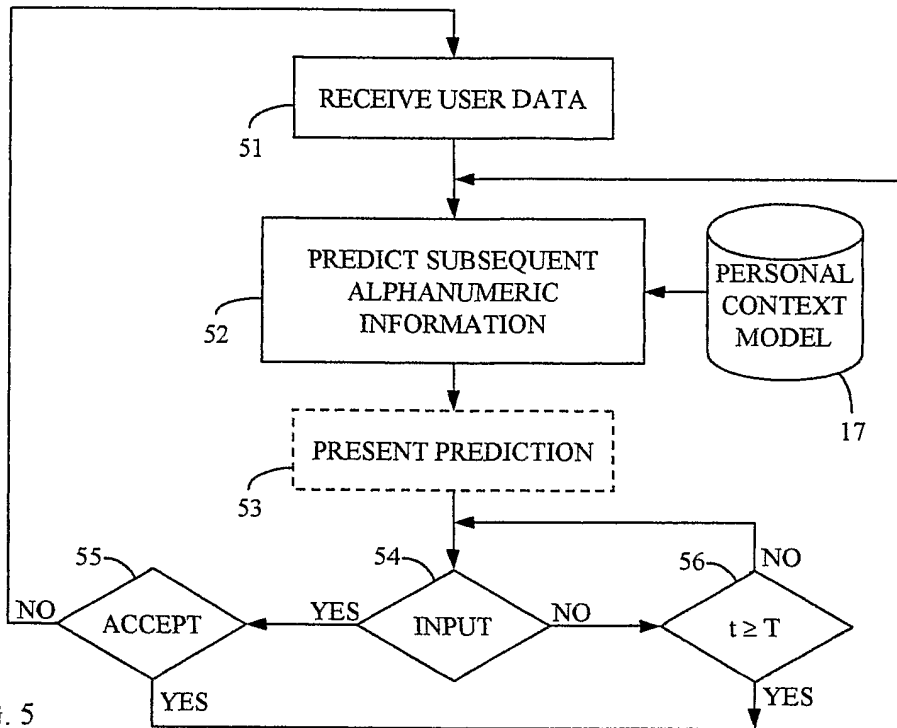 RECEIVE USER DATA
51
PREDICT SUBSEQUENT
ALPHANUMERIC
INFORMATION
52
PERSONAL
CONTEXT
MODEL
17
PRESENT PREDICTION
53
55
54
56
NO
NO
ACCEPT
YES
INPUT
NO
t ≥ T
YES
YES
. 5